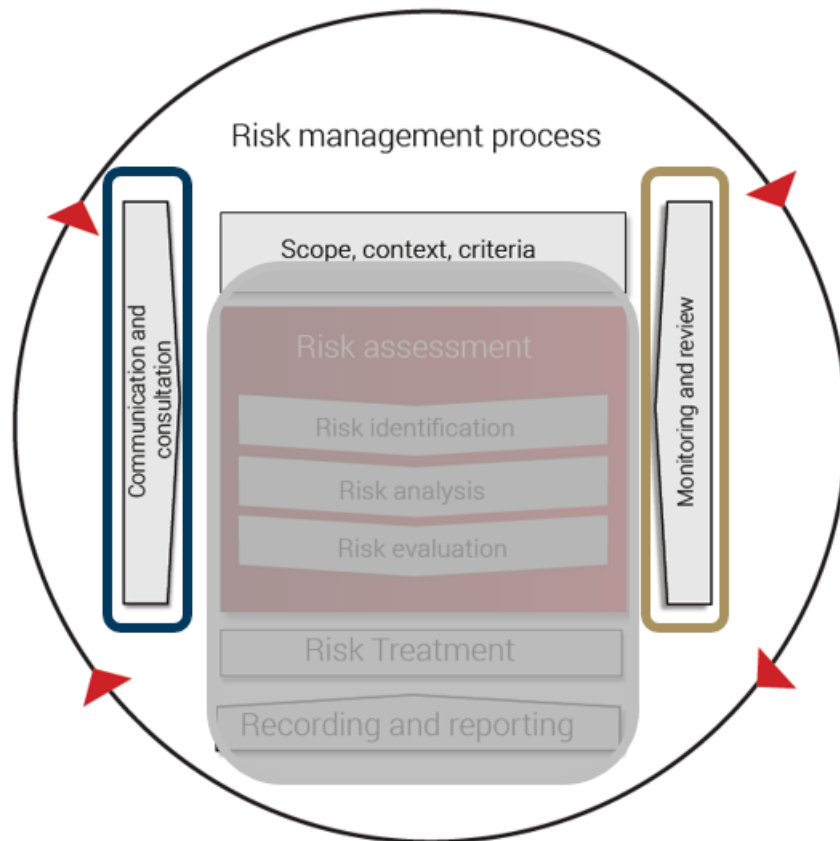 Risk management process
Scope, context, criteria
Communication and
consultation
Risk assessment
Risk identification
Risk analysis
Risk evaluation
Monitoring and review
Risk Treatment
Recording and reporting